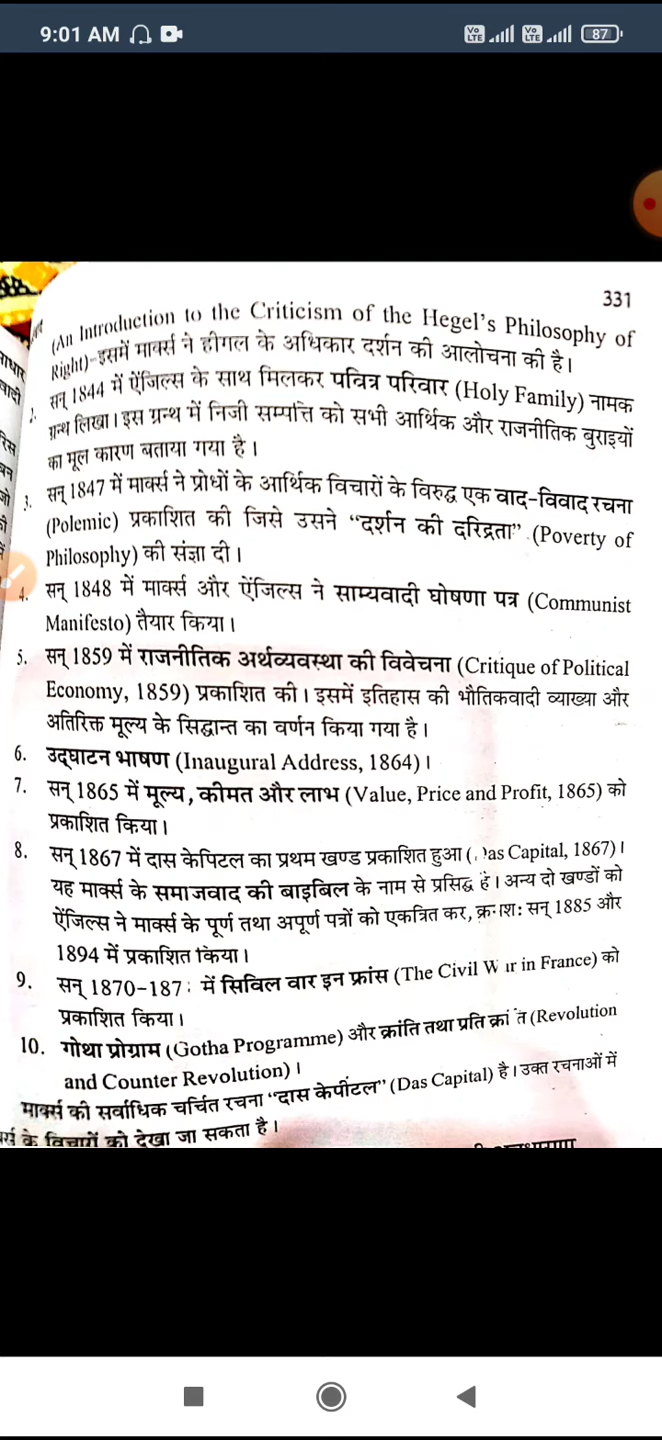 9:01 AM
Vo LTE Vo LTE 87
331
(An Introduction to the Criticism of the Hegel's Philosophy of
Right)-इसमें मार्क्स ने हीगल के अधिकार दर्शन की आलोचना की है।
2. सन् 1844 में ऐंजिल्स के साथ मिलकर पवित्र परिवार (Holy Family) नामक
ग्रन्थ लिखा। इस ग्रन्थ में निजी सम्पत्ति को सभी आर्थिक और राजनीतिक बुराइयों
का मूल कारण बताया गया है।
3. सन् 1847 में मार्क्स ने प्रोधों के आर्थिक विचारों के विरुद्ध एक वाद-विवाद रचना
(Polemic) प्रकाशित की जिसे उसने “दर्शन की दरिद्रता” (Poverty of
Philosophy) की संज्ञा दी।
4. सन् 1848 में मार्क्स और ऐंजिल्स ने साम्यवादी घोषणा पत्र (Communist
Manifesto) तैयार किया।
5. सन् 1859 में राजनीतिक अर्थव्यवस्था की विवेचना (Critique of Political
Economy, 1859) प्रकाशित की। इसमें इतिहास की भौतिकवादी व्याख्या और
अतिरिक्त मूल्य के सिद्धान्त का वर्णन किया गया है।
6. उद्घाटन भाषण (Inaugural Address, 1864)।
7. सन् 1865 में मूल्य, कीमत और लाभ (Value, Price and Profit, 1865) को
प्रकाशित किया।
8. सन् 1867 में दास केपिटल का प्रथम खण्ड प्रकाशित हुआ (Das Capital, 1867)।
यह मार्क्स के समाजवाद की बाइबिल के नाम से प्रसिद्ध है। अन्य दो खण्डों को
ऐंजिल्स ने मार्क्स के पूर्ण तथा अपूर्ण पत्रों को एकत्रित कर, क्रमश: सन् 1885 और
1894 में प्रकाशित किया।
9. सन् 1870-187 में सिविल वार इन फ्रांस (The Civil War in France) को
प्रकाशित किया।
10. गोथा प्रोग्राम (Gotha Programme) और क्रांति तथा प्रति क्रांति (Revolution
and Counter Revolution)।
मार्क्स की सर्वाधिक चर्चित रचना “दास केपीटल” (Das Capital) है। उक्त रचनाओं में
के विचारों को देखा जा सकता है।